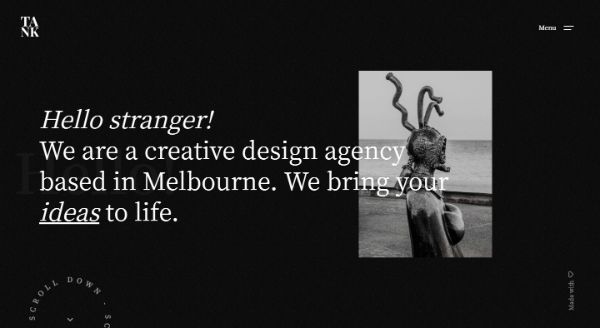 TA
NK
Menu
Hello stranger!
We are a creative design agency
based in Melbourne. We bring your
ideas to life.
SCROLL DOWN · SC
Made with ♡